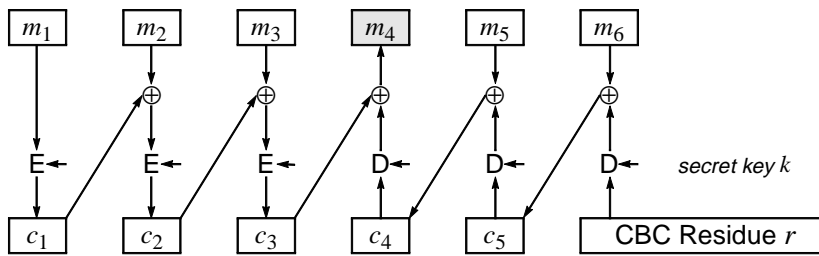 m₁ m₂ m₃ m₄ m₅ m₆
⊕ ⊕ ⊕ ⊕ ⊕
E E E D D D secret key k
c₁ c₂ c₃ c₄ c₅ CBC Residue r